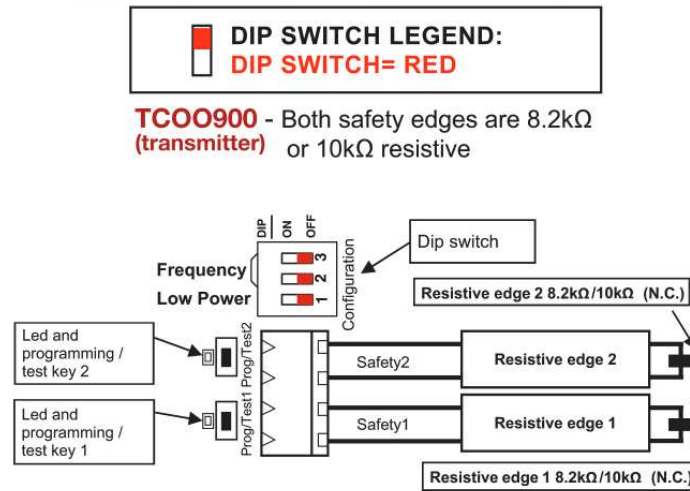 DIP SWITCH LEGEND:
DIP SWITCH= RED
TCOO900 - Both safety edges are 8.2kΩ
(transmitter) or 10kΩ resistive
DIP
ON
OFF
3
2
1
Configuration
Dip switch
Frequency
Low Power
Resistive edge 2 8.2kΩ/10kΩ (N.C.)
Led and
programming /
test key 2
Prog/Test2
Safety2
Resistive edge 2
Led and
programming /
test key 1
Prog/Test1
Safety1
Resistive edge 1
Resistive edge 1 8.2kΩ/10kΩ (N.C.)